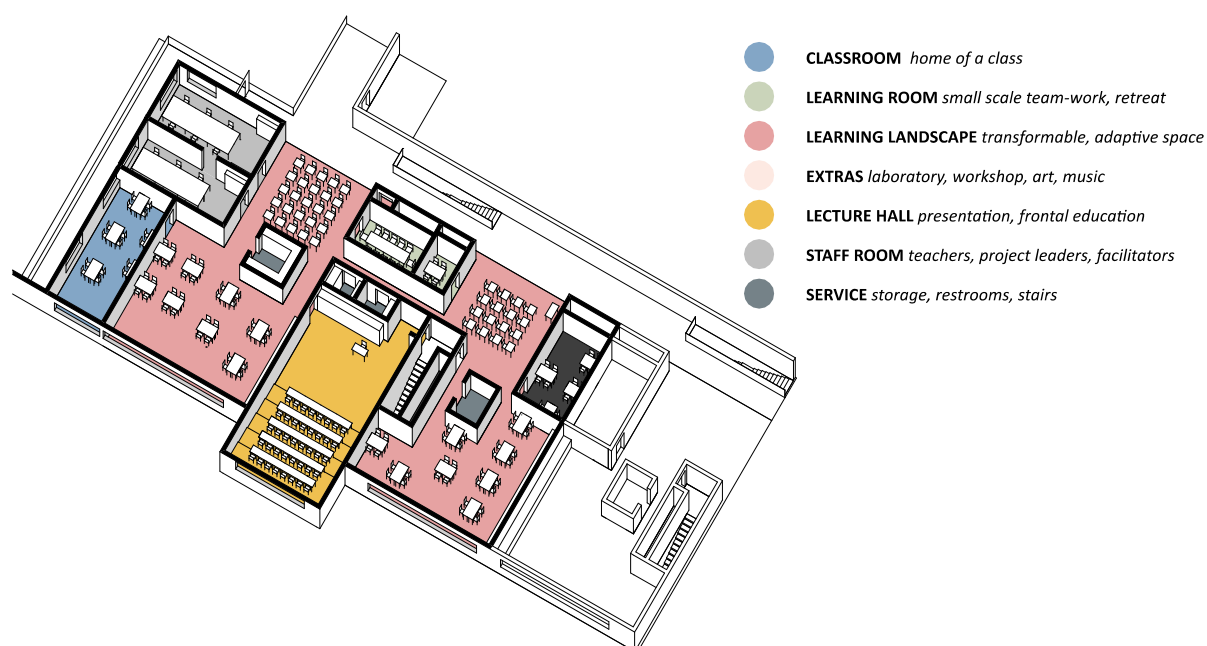 CLASSROOM home of a class
LEARNING ROOM small scale team-work, retreat
LEARNING LANDSCAPE transformable, adaptive space
EXTRAS laboratory, workshop, art, music
LECTURE HALL presentation, frontal education
STAFF ROOM teachers, project leaders, facilitators
SERVICE storage, restrooms, stairs